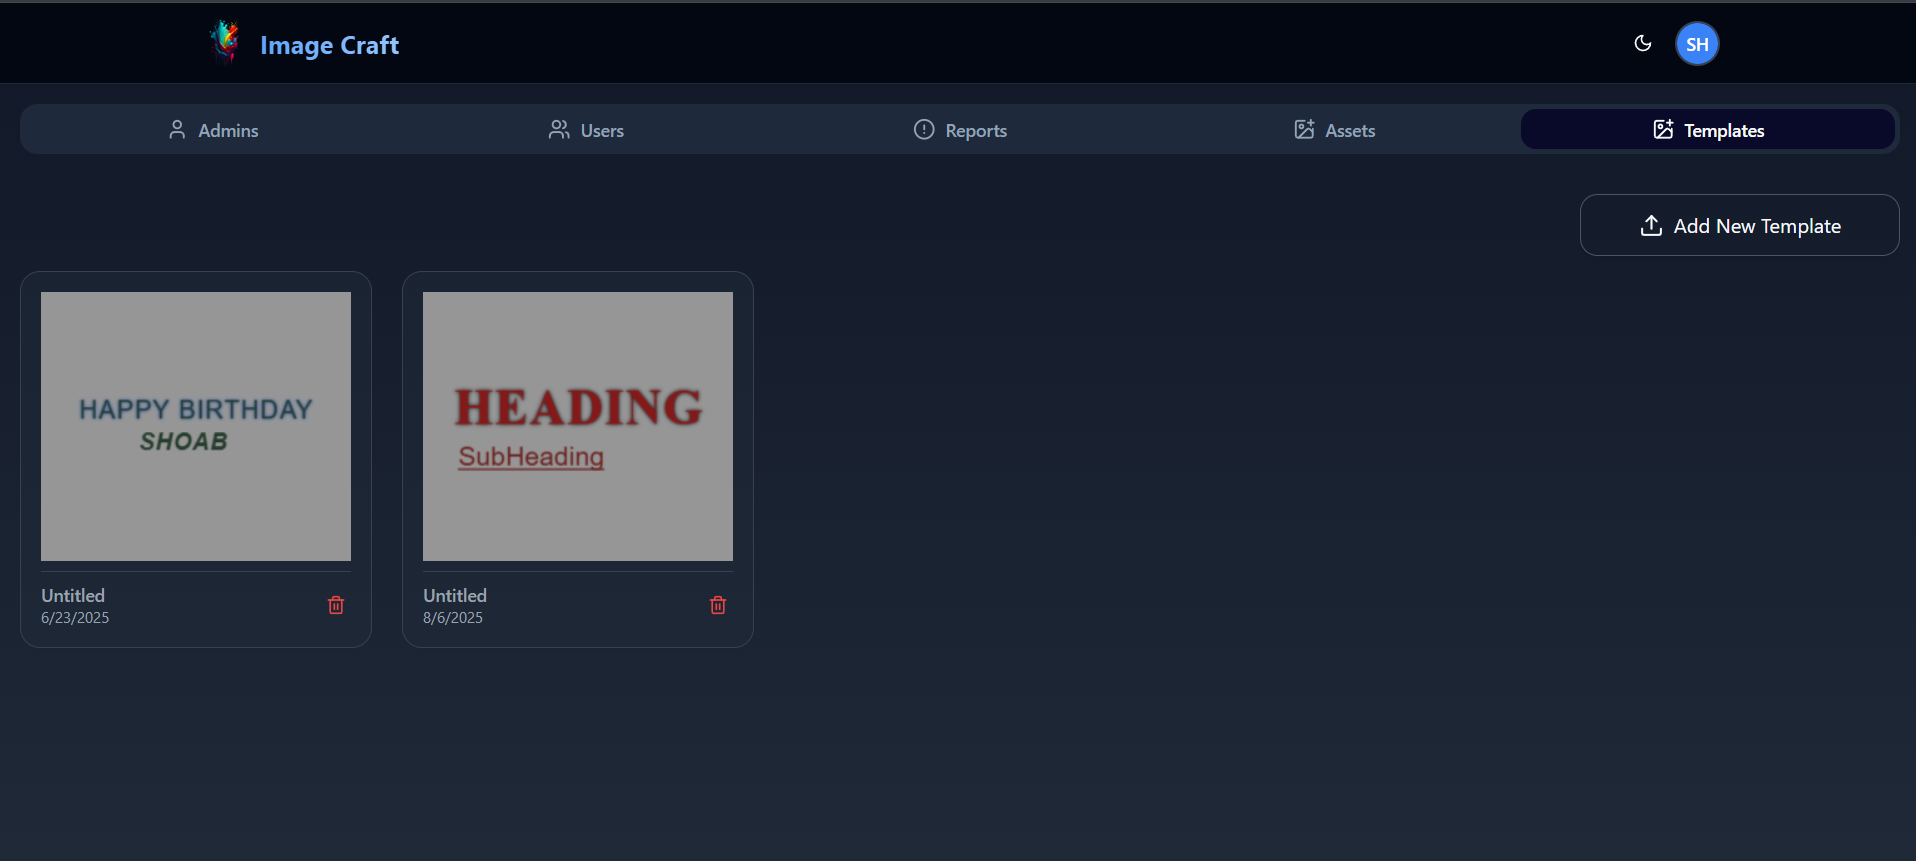 Image Craft
SH
Admins
Users
Reports
Assets
Templates
Add New Template
HAPPY BIRTHDAY
SHOAB
Untitled
6/23/2025
HEADING
SubHeading
Untitled
8/6/2025